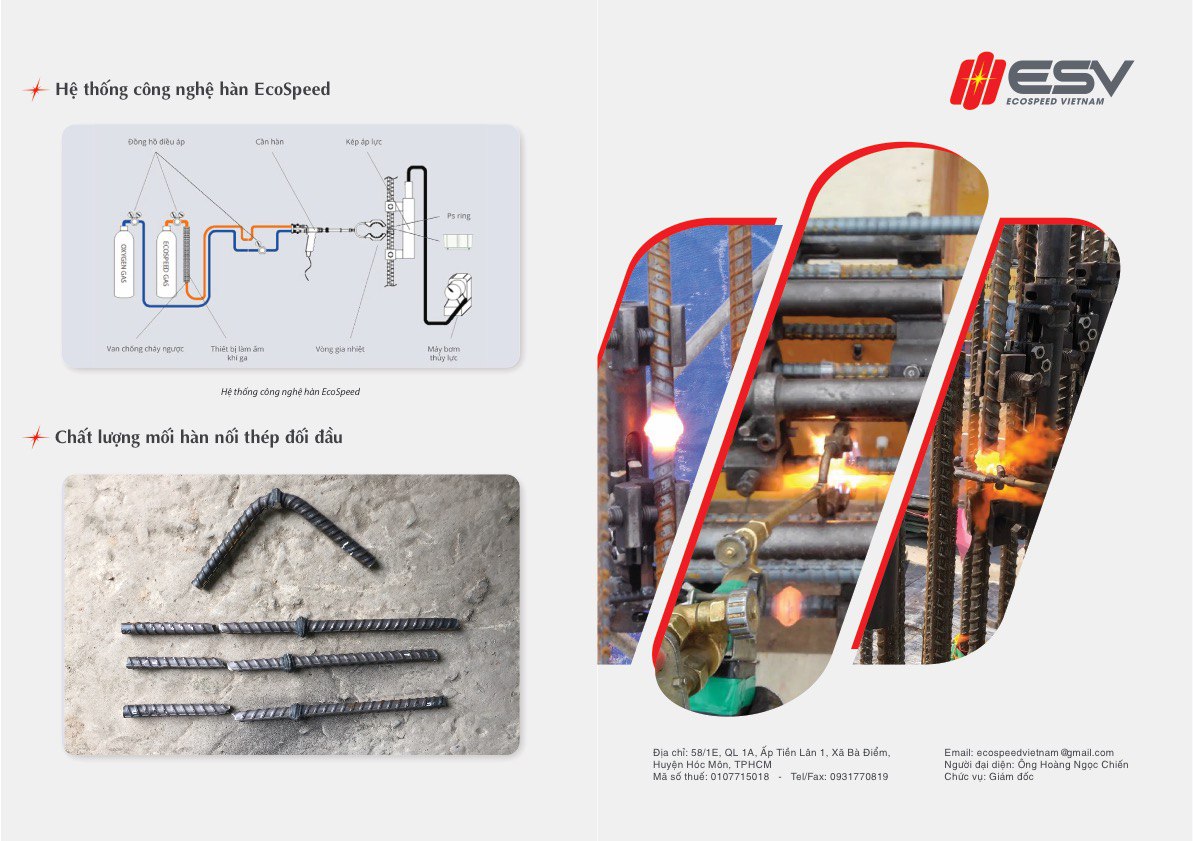 Hệ thống công nghệ hàn EcoSpeed
Đồng hồ điều áp
Cần hàn
Kép áp lực
Ps ring
OXYGEN GAS
ECOSPEED GAS
Van chống cháy ngược
Thiết bị làm ấm
khí ga
Vòng gia nhiệt
Máy bơm
thủy lực
Hệ thống công nghệ hàn EcoSpeed
Chất lượng mối hàn nối thép đối đầu
ESV
ECOSPEED VIETNAM
Địa chỉ: 58/1E, QL 1A, Ấp Tiền Lân 1, Xã Bà Điểm,
Huyện Hóc Môn, TPHCM
Mã số thuế: 0107715018 - Tel/Fax: 0931770819
Email: ecospeedvietnam@gmail.com
Người đại diện: Ông Hoàng Ngọc Chiến
Chức vụ: Giám đốc